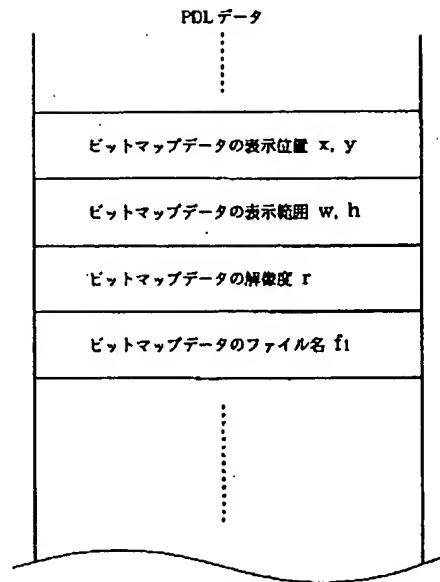 PDLデータ
ビットマップデータの表示位置 x, y
ビットマップデータの表示範囲 w, h
ビットマップデータの解像度 r
ビットマップデータのファイル名 f1